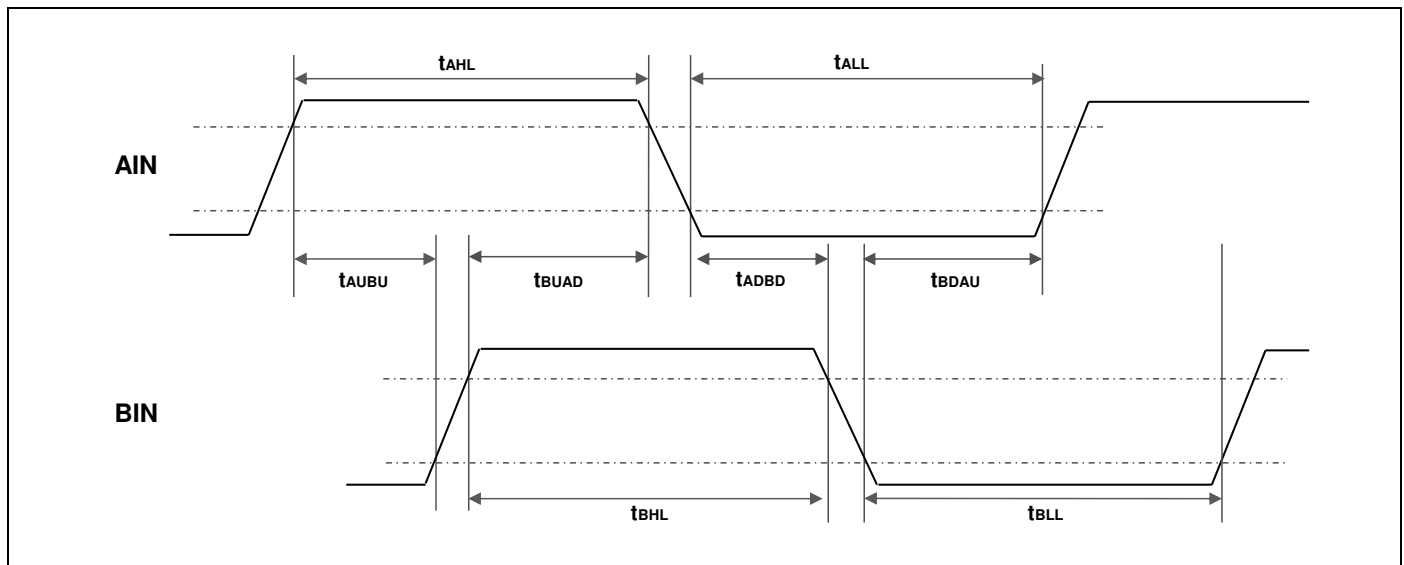 tAHL
tALL
AIN
tAUBU
tBUAD
tADBD
tBDAU
BIN
tBHL
tBLL